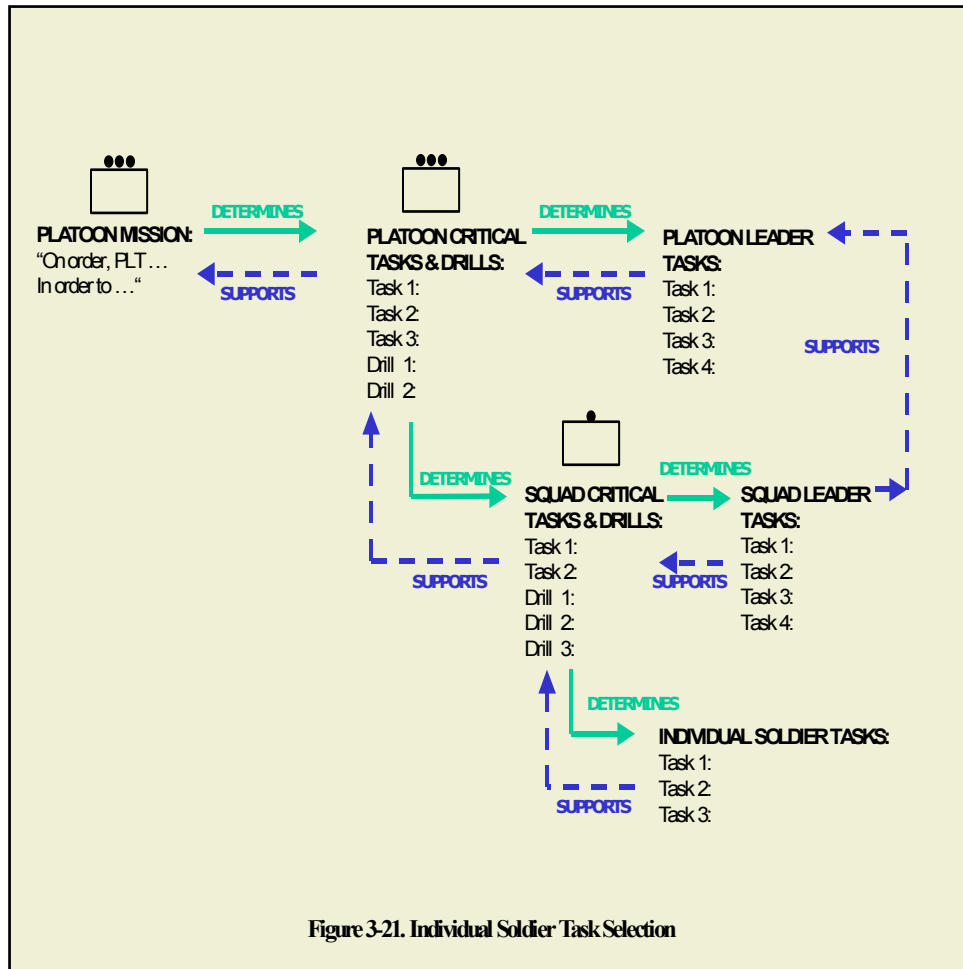 DETERMINES
DETERMINES
PLATOON MISSION:
"On order, PLT …
In order to …"
SUPPORTS
PLATOON CRITICAL
TASKS & DRILLS:
Task 1:
Task 2:
Task 3:
Drill 1:
Drill 2:
SUPPORTS
PLATOON LEADER
TASKS:
Task 1:
Task 2:
Task 3:
Task 4:
SUPPORTS
DETERMINES
DETERMINES
SQUAD CRITICAL
TASKS & DRILLS:
Task 1:
Task 2:
Drill 1:
Drill 2:
Drill 3:
SUPPORTS
SUPPORTS
SQUAD LEADER
TASKS:
Task 1:
Task 2:
Task 3:
Task 4:
DETERMINES
INDIVIDUAL SOLDIER TASKS:
Task 1:
Task 2:
Task 3:
SUPPORTS
Figure 3-21. Individual Soldier Task Selection